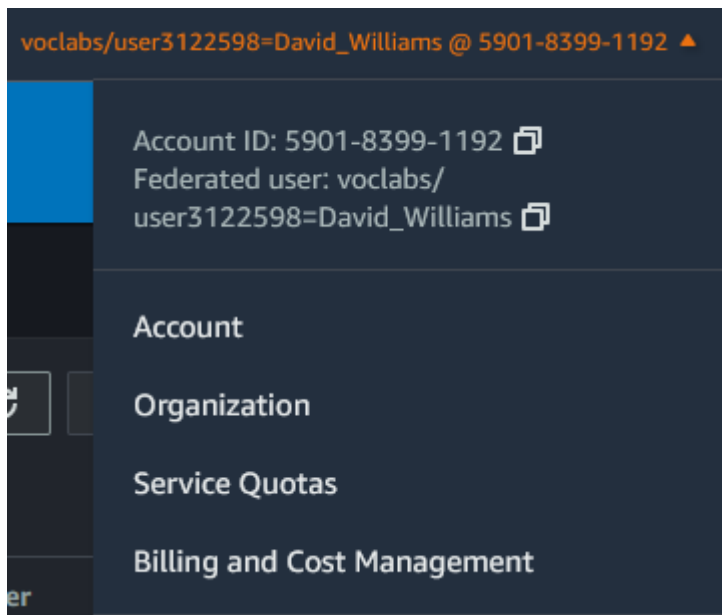 voclabs/user3122598=David_Williams @ 5901-8399-1192
Account ID: 5901-8399-1192
Federated user: voclabs/
user3122598=David_Williams
Account
Organization
Service Quotas
Billing and Cost Management
er